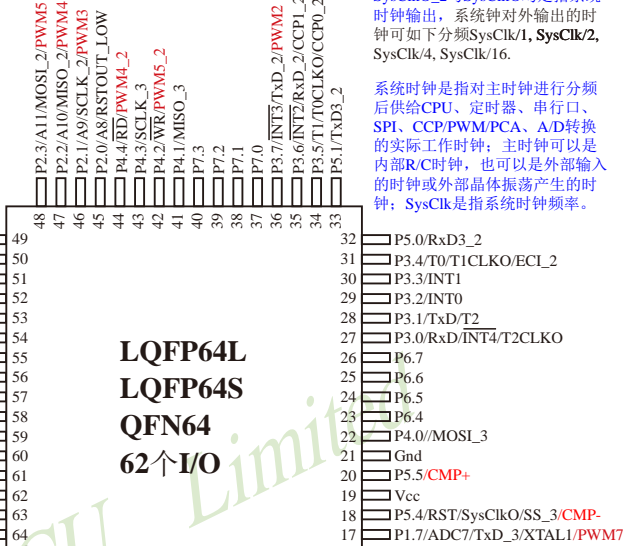 时钟输出，系统钟对外输出的时
钟可如下分频SysClk/1, SysClk/2,
SysClk/4, SysClk/16.
系统时钟是指对主时钟进行分频
后供给CPU、定时器、串行口、
SPI、CCP/PWM/PCA、A/D转换
的实际工作时钟；主时钟可以是
内部R/C时钟，也可以是外部输入
的时钟或外部晶体振荡产生的时
钟；SysClk是指系统时钟频率。
P2.3/A11/MOSI_2/PWM5
P2.2/A10/MISO_2/PWM4
P2.1/A9/SCLK_2/PWM3
P2.0/A8/RSTOUT_LOW
P4.4/RD/PWM4_2
P4.3/SCLK_3
P4.2/WR/PWM5_2
P4.1/MISO_3
P7.3
P7.2
P7.1
P7.0
P3.7/INT3/TxD_2/PWM2
P3.6/INT2/RxD_2/CCP1_2
P3.5/T1/T0CLKO/CCP0_2
P5.1/TxD3_2
48
47
46
45
44
43
42
41
40
39
38
37
36
35
34
33
49
50
51
52
53
54
55
56
57
58
59
60
61
62
63
64
LQFP64L
LQFP64S
QFN64
62个I/O
32 P5.0/RxD3_2
31 P3.4/T0/T1CLKO/ECI_2
30 P3.3/INT1
29 P3.2/INT0
28 P3.1/TxD/T2
27 P3.0/RxD/INT4/T2CLKO
26 P6.7
25 P6.6
24 P6.5
23 P6.4
22 P4.0//MOSI_3
21 Gnd
20 P5.5/CMP+
19 Vcc
18 P5.4/RST/SysClkO/SS_3/CMP-
17 P1.7/ADC7/TxD_3/XTAL1/PWM7
Limited